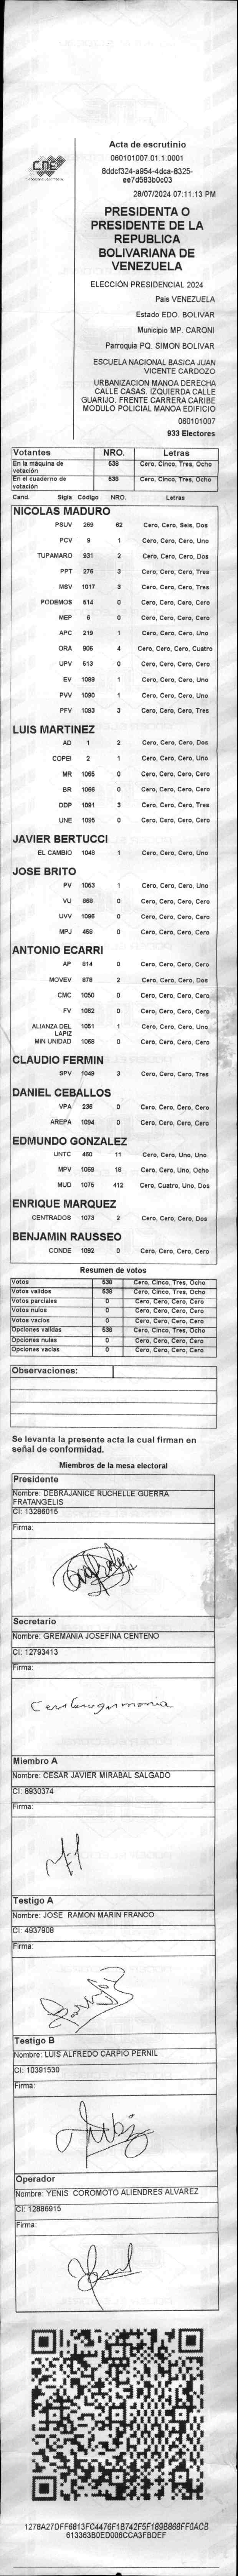 CNE
Acta de escrutinio
060101007.01.1.0001
8ddcf324-a954-4dca-8325-
ee7d583b0c03
28/07/2024 07:11:13 PM
PRESIDENTA O
PRESIDENTE DE LA
REPUBLICA
BOLIVARIANA DE
VENEZUELA
ELECCIÓN PRESIDENCIAL 2024
Pais VENEZUELA
Estado EDO. BOLIVAR
Municipio MP. CARONI
Parroquia PQ. SIMON BOLIVAR
ESCUELA NACIONAL BASICA JUAN
VICENTE CARDOZO
URBANIZACION MANOA DERECHA
CALLE CASAS. IZQUIERDA CALLE
GUARIJO. FRENTE CARRERA CARIBE
MODULO POLICIAL MANOA EDIFICIO
060101007
933 Electores
Votantes NRO. Letras
En la máquina de votación 538 Cero, Cinco, Tres, Ocho
En el cuaderno de votación 538 Cero, Cinco, Tres, Ocho
Cand. Sigla Código NRO. Letras
NICOLAS MADURO
PSUV 269 62 Cero, Cero, Seis, Dos
PCV 9 1 Cero, Cero, Cero, Uno
TUPAMARO 931 2 Cero, Cero, Cero, Dos
PPT 276 3 Cero, Cero, Cero, Tres
MSV 1017 3 Cero, Cero, Cero, Tres
PODEMOS 514 0 Cero, Cero, Cero, Cero
MEP 6 0 Cero, Cero, Cero, Cero
APC 219 1 Cero, Cero, Cero, Uno
ORA 906 4 Cero, Cero, Cero, Cuatro
UPV 513 0 Cero, Cero, Cero, Cero
EV 1089 1 Cero, Cero, Cero, Uno
PVV 1090 1 Cero, Cero, Cero, Uno
PFV 1093 3 Cero, Cero, Cero, Tres
LUIS MARTINEZ
AD 1 2 Cero, Cero, Cero, Dos
COPEI 2 1 Cero, Cero, Cero, Uno
MR 1065 0 Cero, Cero, Cero, Cero
BR 1066 0 Cero, Cero, Cero, Cero
DDP 1091 3 Cero, Cero, Cero, Tres
UNE 1095 0 Cero, Cero, Cero, Cero
JAVIER BERTUCCI
EL CAMBIO 1048 1 Cero, Cero, Cero, Uno
JOSE BRITO
PV 1053 1 Cero, Cero, Cero, Uno
VU 868 0 Cero, Cero, Cero, Cero
UVV 1096 0 Cero, Cero, Cero, Cero
MPJ 458 0 Cero, Cero, Cero, Cero
ANTONIO ECARRI
AP 814 0 Cero, Cero, Cero, Cero
MOVEV 878 2 Cero, Cero, Cero, Dos
CMC 1050 0 Cero, Cero, Cero, Cero
FV 1062 0 Cero, Cero, Cero, Cero
ALIANZA DEL LAPIZ 1051 1 Cero, Cero, Cero, Uno
MIN UNIDAD 1069 0 Cero, Cero, Cero, Cero
CLAUDIO FERMIN
SPV 1049 3 Cero, Cero, Cero, Tres
DANIEL CEBALLOS
VPA 236 0 Cero, Cero, Cero, Cero
AREPA 1094 0 Cero, Cero, Cero, Cero
EDMUNDO GONZALEZ
UNTC 460 11 Cero, Cero, Uno, Uno
MPV 1069 18 Cero, Cero, Uno, Ocho
MUD 1075 412 Cero, Cuatro, Uno, Dos
ENRIQUE MARQUEZ
CENTRADOS 1073 2 Cero, Cero, Cero, Dos
BENJAMIN RAUSSEO
CONDE 1092 0 Cero, Cero, Cero, Cero
Resumen de votos
Votos 538 Cero, Cinco, Tres, Ocho
Votos validos 538 Cero, Cinco, Tres, Ocho
Votos parciales 0 Cero, Cero, Cero, Cero
Votos nulos 0 Cero, Cero, Cero, Cero
Votos vacios 0 Cero, Cero, Cero, Cero
Opciones validas 538 Cero, Cinco, Tres, Ocho
Opciones nulas 0 Cero, Cero, Cero, Cero
Opciones vacias 0 Cero, Cero, Cero, Cero
Observaciones:
Se levanta la presente acta la cual firman en
señal de conformidad.
Miembros de la mesa electoral
Presidente
Nombre: DEBRAJANICE RUCHELLE GUERRA
FRATANGELIS
CI: 13286015
Firma:
Secretario
Nombre: GREMANIA JOSEFINA CENTENO
CI: 12793413
Firma:
Miembro A
Nombre: CESAR JAVIER MIRABAL SALGADO
CI: 8930374
Firma:
Testigo A
Nombre: JOSE RAMON MARIN FRANCO
CI: 4937908
Firma:
Testigo B
Nombre: LUIS ALFREDO CARPIO PERNIL
CI: 10391530
Firma:
Operador
Nombre: YENIS COROMOTO ALIENDRES ALVAREZ
CI: 12886915
Firma:
1278A27DFF6813FC4476F1B742F5F1B9B868FF0ACB
613363B0ED006CCA3FBDEF